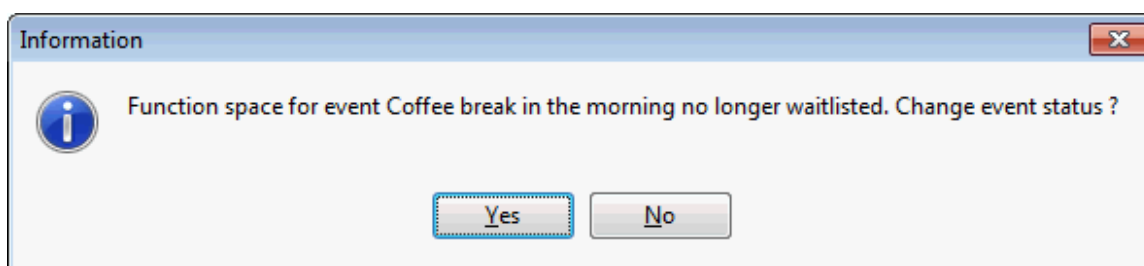 Information
Function space for event Coffee break in the morning no longer waitlisted. Change event status ?
Yes
No